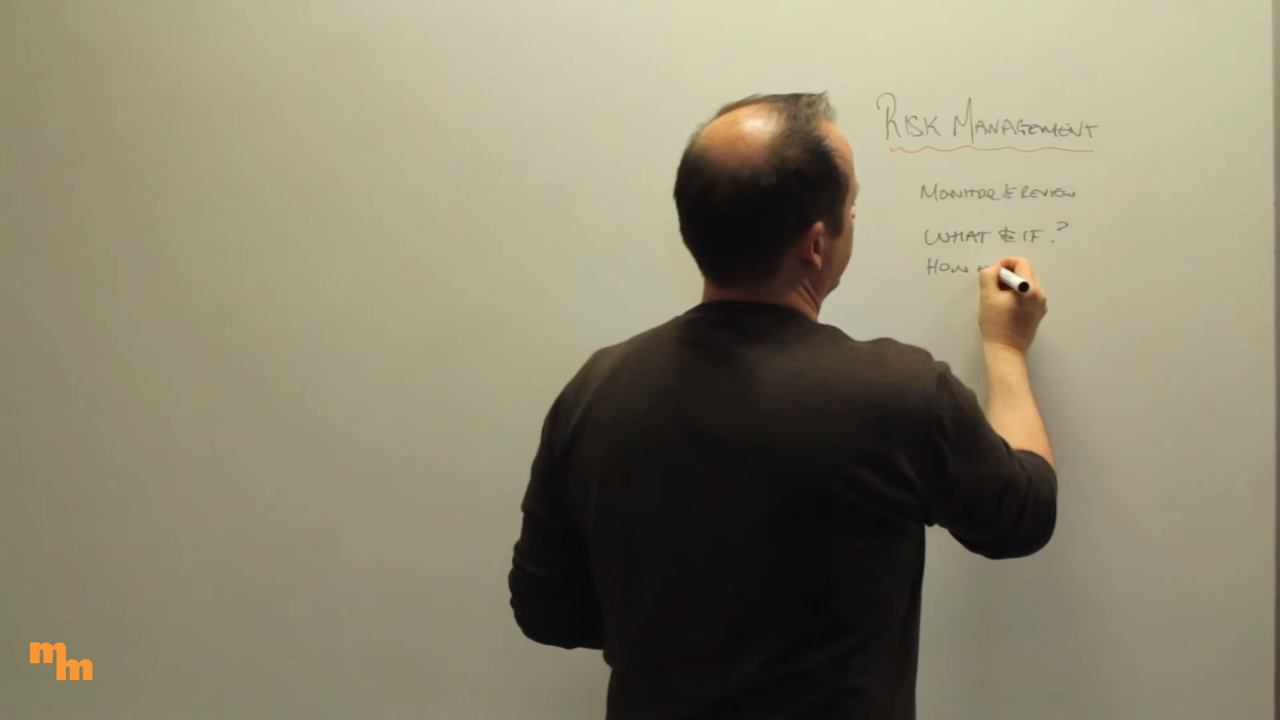 RISK MANAGEMENT
MONITOR & REVIEW
WHAT & IF?
HOW
mm